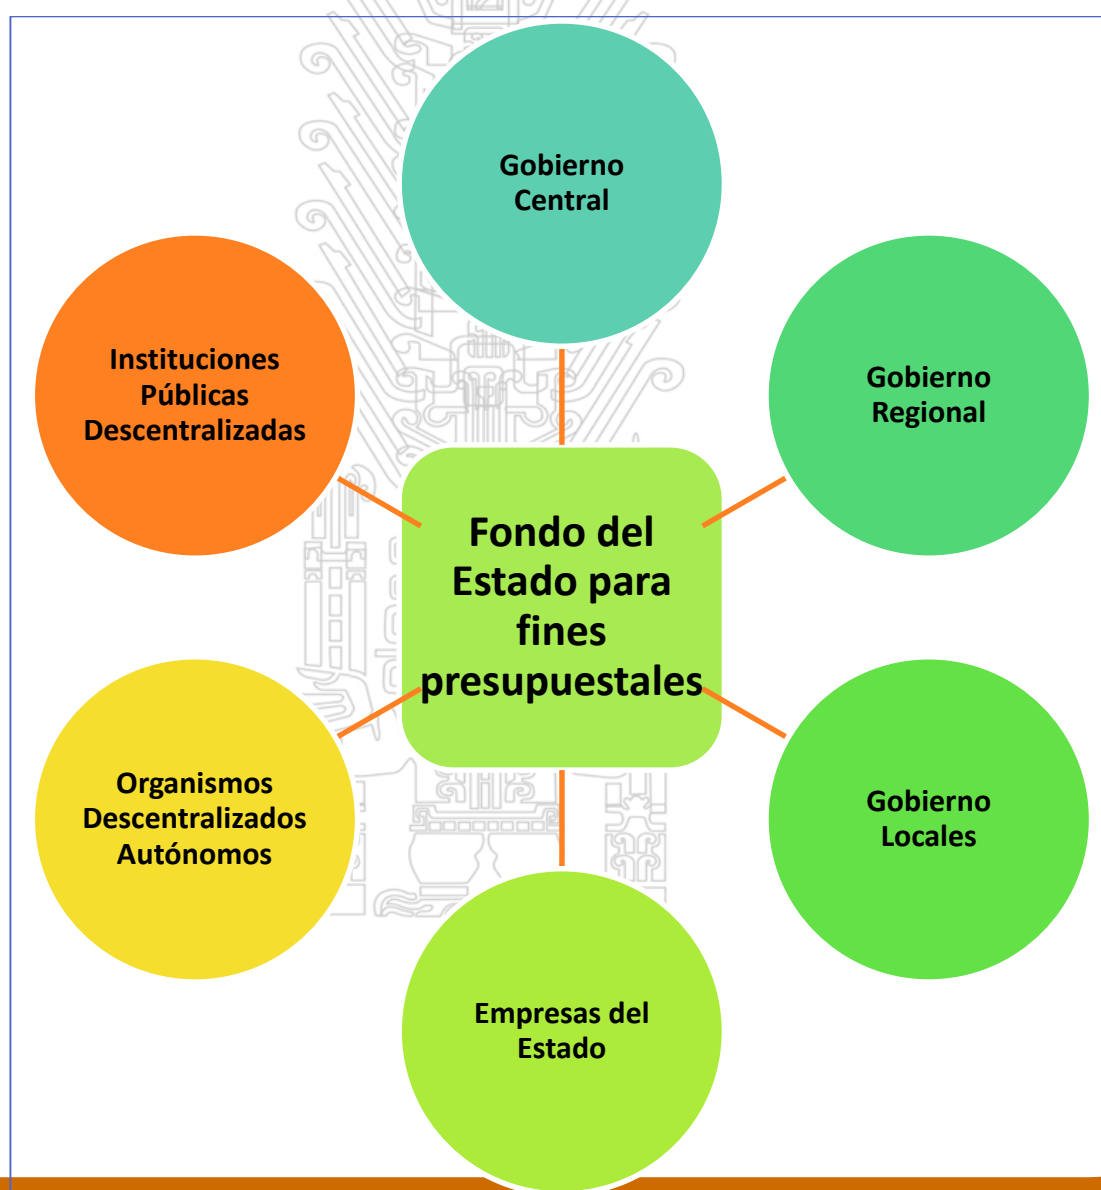 Gobierno
Central
Gobierno
Regional
Instituciones
Públicas
Descentralizadas
Fondo del
Estado para
fines
presupuestales
Organismos
Descentralizados
Autónomos
Gobierno
Locales
Empresas del
Estado